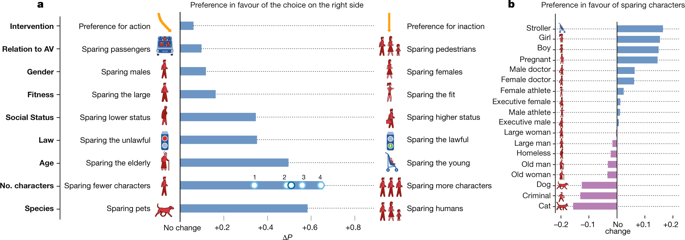 a
Preference in favour of the choice on the right side
Intervention Preference for action Preference for inaction
Relation to AV Sparing passengers Sparing pedestrians
Gender Sparing males Sparing females
Fitness Sparing the large Sparing the fit
Social Status Sparing lower status Sparing higher status
Law Sparing the unlawful Sparing the lawful
Age Sparing the elderly Sparing the young
No. characters Sparing fewer characters 1 2 3 4 Sparing more characters
Species Sparing pets Sparing humans
No change +0.2 +0.4 +0.6 +0.8
ΔP
b
Preference in favour of sparing characters
Stroller
Girl
Boy
Pregnant
Male doctor
Female doctor
Female athlete
Executive female
Male athlete
Executive male
Large woman
Large man
Homeless
Old man
Old woman
Dog
Criminal
Cat
−0.2 −0.1 No +0.1 +0.2
change